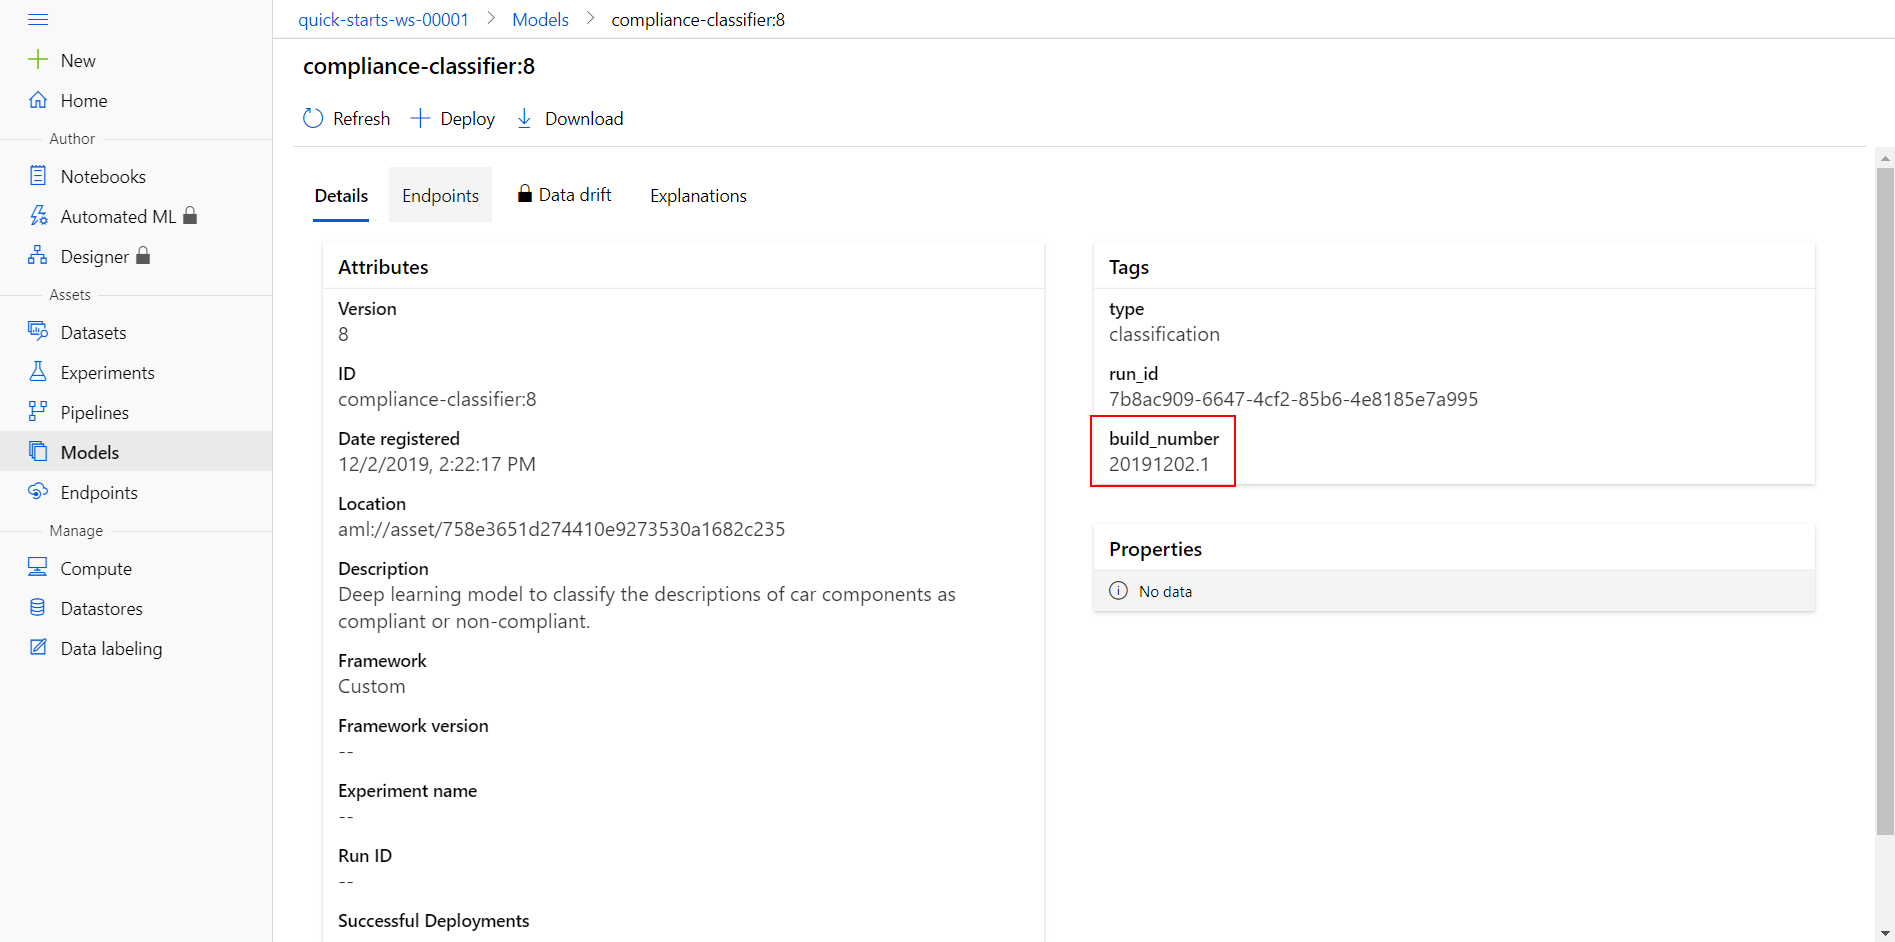 quick-starts-ws-00001 > Models > compliance-classifier:8
New
Home
Author
Notebooks
Automated ML
Designer
Assets
Datasets
Experiments
Pipelines
Models
Endpoints
Manage
Compute
Datastores
Data labeling
compliance-classifier:8
Refresh Deploy Download
Details Endpoints Data drift Explanations
Attributes
Version
8
ID
compliance-classifier:8
Date registered
12/2/2019, 2:22:17 PM
Location
aml://asset/758e3651d274410e9273530a1682c235
Description
Deep learning model to classify the descriptions of car components as
compliant or non-compliant.
Framework
Custom
Framework version
--
Experiment name
--
Run ID
--
Successful Deployments
Tags
type
classification
run_id
7b8ac909-6647-4cf2-85b6-4e8185e7a995
build_number
20191202.1
Properties
No data